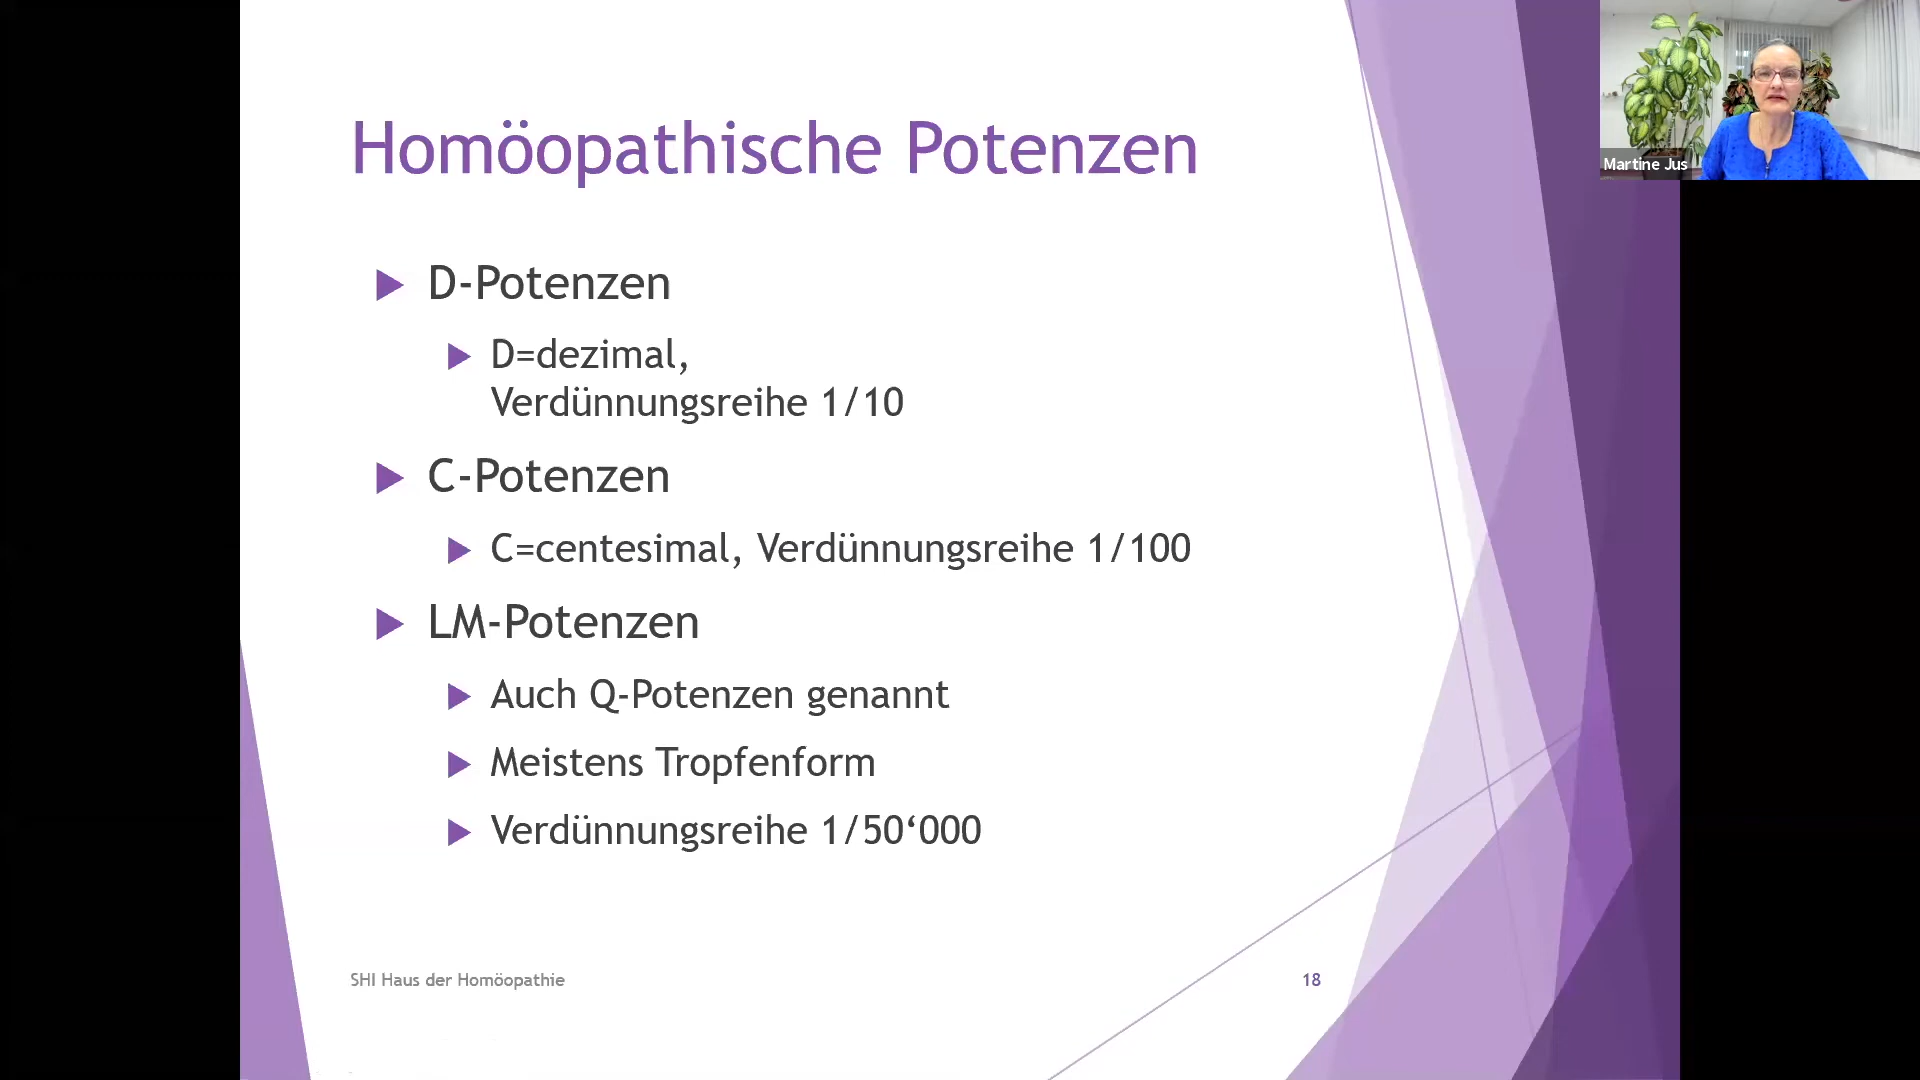 Homöopathische Potenzen
D-Potenzen
D=dezimal,
Verdünnungsreihe 1/10
C-Potenzen
C=centesimal, Verdünnungsreihe 1/100
LM-Potenzen
Auch Q-Potenzen genannt
Meistens Tropfenform
Verdünnungsreihe 1/50‘000
SHI Haus der Homöopathie
18
Martine Jus